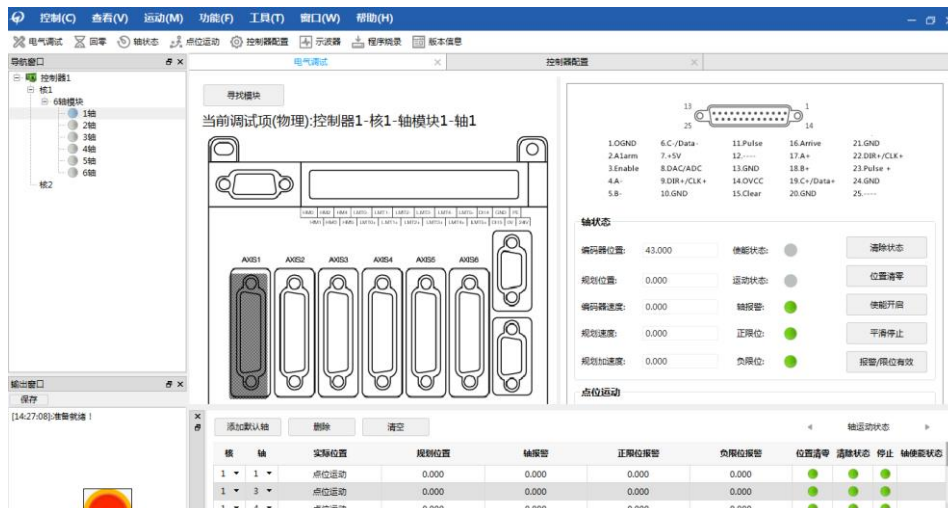 控制(C) 查看(V) 运动(M) 功能(F) 工具(T) 窗口(W) 帮助(H)
电气调试 回零 轴状态 点位运动 控制器配置 示波器 程序烧录 版本信息
导航窗口
控制器1
核1
6轴模块
1轴
2轴
3轴
4轴
5轴
6轴
核2
输出窗口
保存
[14:27:08]:准备就绪！
电气调试 控制器配置
寻找模块
当前调试项(物理):控制器1-核1-轴模块1-轴1
AXIS1 AXIS2 AXIS3 AXIS4 AXIS5 AXIS6
13 1
25 14
1.OGND 6.C-/Data- 11.Pulse 16.Arrive 21.GND
2.Alarm 7.+5V 12.---- 17.A+ 22.DIR+/CLK+
3.Enable 8.DAC/ADC 13.GND 18.B+ 23.Pulse +
4.A- 9.DIR+/CLK+ 14.OVCC 19.C+/Data+ 24.GND
5.B- 10.GND 15.Clear 20.GND 25.----
轴状态
编码器位置: 43.000 使能状态: 清除状态
规划位置: 0.000 运动状态: 位置清零
编码器速度: 0.000 轴报警: 使能开启
规划速度: 0.000 正限位: 平滑停止
规划加速度: 0.000 负限位: 报警/限位有效
点位运动
添加默认轴 删除 清空 轴运动状态
核 轴 实际位置 规划位置 轴报警 正限位报警 负限位报警 位置清零 清除状态 停止 轴使能状态
1 1 点位运动 0.000 0.000 0.000 0.000
1 3 点位运动 0.000 0.000 0.000 0.000
1 4 点位运动 0.000 0.000 0.000 0.000